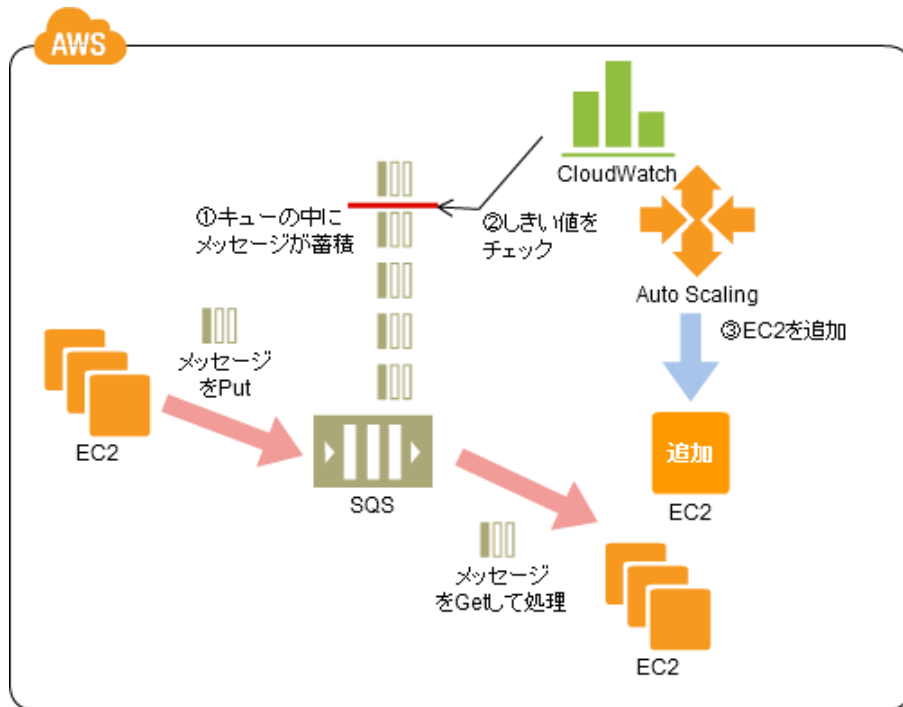 AWS
CloudWatch
①キューの中に
メッセージが蓄積
②しきい値を
チェック
Auto Scaling
③EC2を追加
メッセージ
をPut
EC2
SQS
追加
EC2
メッセージ
をGetして処理
EC2